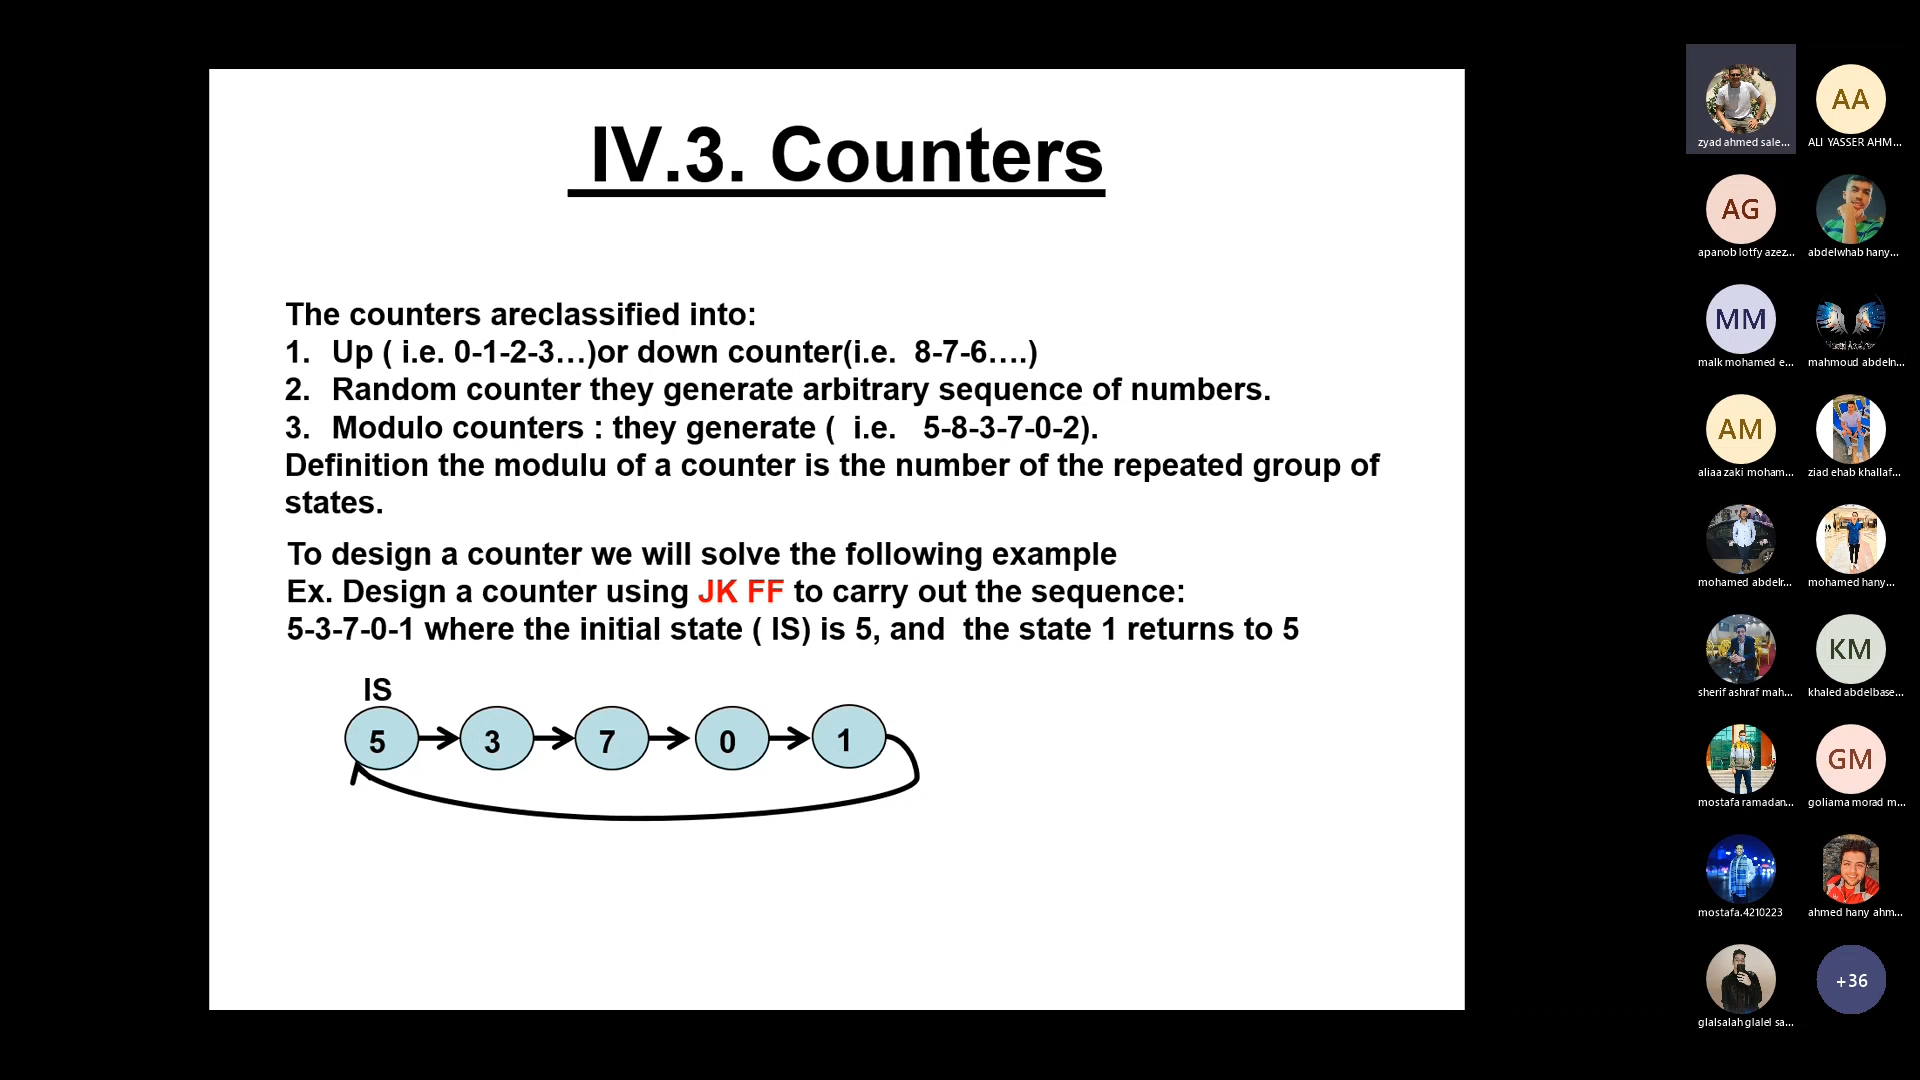 IV.3. Counters
The counters areclassified into:
1. Up ( i.e. 0-1-2-3...)or down counter(i.e. 8-7-6....)
2. Random counter they generate arbitrary sequence of numbers.
3. Modulo counters : they generate ( i.e. 5-8-3-7-0-2).
Definition the modulu of a counter is the number of the repeated group of
states.
To design a counter we will solve the following example
Ex. Design a counter using JK FF to carry out the sequence:
5-3-7-0-1 where the initial state ( IS) is 5, and the state 1 returns to 5
IS
5 3 7 0 1
zyad ahmed sale...
AA
ALI YASSER AHM...
AG
apanob lotfy azez...
abdelwhab hany...
MM
malk mohamed e...
mahmoud abdeln...
AM
aliaa zaki moham...
ziad ehab khallaf...
mohamed abdelr...
mohamed hany...
sherif ashraf mah...
KM
khaled abdelbase...
mostafa ramadan...
GM
goliama morad m...
mostafa.4210223
ahmed hany ahm...
glalsalah glalel sa...
+36